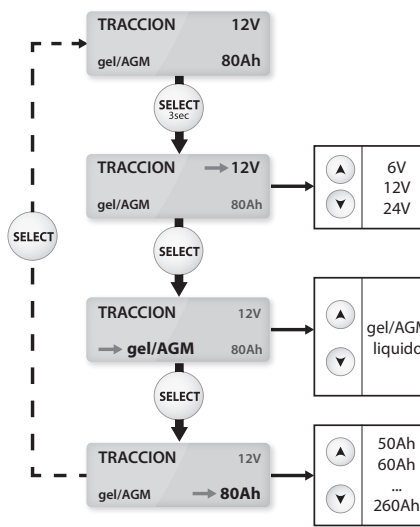 TRACCION 12V
gel/AGM 80Ah
SELECT
3sec
TRACCION 12V
gel/AGM 80Ah
6V
12V
24V
SELECT
SELECT
TRACCION 12V
gel/AGM 80Ah
gel/AGM
liquido
SELECT
TRACCION 12V
gel/AGM 80Ah
50Ah
60Ah
...
260Ah